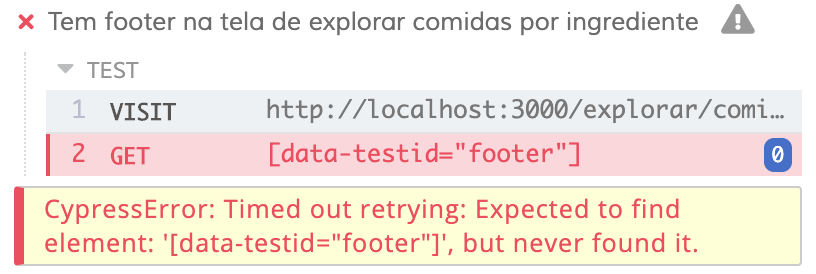 Tem footer na tela de explorar comidas por ingrediente
TEST
1 VISIT http://localhost:3000/explorar/comi…
2 GET [data-testid="footer"] 0
CypressError: Timed out retrying: Expected to find
element: '[data-testid="footer"]', but never found it.